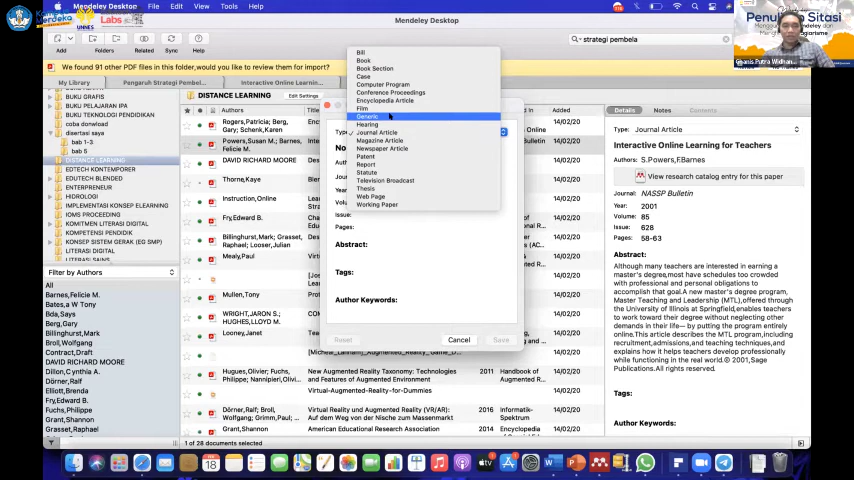 Mendeley Desktop File Edit View Tools Help
Kampus Merdeka
UNNES
Labs
Mendeley Desktop
Add
Folders
Related
Sync
Help
strategi pembela
We found 91 other PDF files in this folder, would you like to review them for import?
My Library
Pengaruh Strategi Pembel...
Interactive Online Learnin...
BUKU GRAFIS
BUKU PELAJARAN IPA
BUKU TEKNOLOGI PENDIDIKAN
coba donwload
disertasi saya
bab 1-3
bab 5
DISTANCE LEARNING
EDTECH KONTEMPORER
EDUTECH BLENDED
ENTERPRENEUR
HIDROLOGI
IMPLEMENTASI KONSEP ELEARNING
IOMS PROCEEDING
KOMITMEN LITERASI DIGITAL
KOMPETENSI PENDIDIK
KONSEP SISTEM GERAK (EG SMP)
LITERASI DIGITAL
LITERASI SAINS
Filter by Authors
All
Barnes,Felicie M.
Bates,a W Tony
Bda,Says
Berg,Gary
Billinghurst,Mark
Broll,Wolfgang
Contract,Draft
DAVID RICHARD MOORE
Dillon,Cynthia A.
Dörner,Ralf
Elliott,Brenda
Fry,Edward B.
Fuchs,Philippe
Grant,Shannon
Grasset,Raphael
DISTANCE LEARNING
Edit Settings
Authors
Added
Rogers,Patricia; Berg,
Gary; Schenk,Karen
14/02/20
Powers,Susan M.; Barnes,
Felicie M.
14/02/20
DAVID RICHARD MOORE
14/02/20
Thorne,Kaye
14/02/20
Fry,Edward B.
14/02/20
Billinghurst,Mark; Grasset,
Raphael; Looser,Julian
14/02/20
Mealy,Paul
14/02/20
14/02/20
Mullen,Tony
14/02/20
WRIGHT,JARON M.;
HUGHES,LLOYD M.
14/02/20
Looney,Janet
14/02/20
14/02/20
Hugues,Olivier; Fuchs,
Philippe; Nannipieri,Olivier
New Augmented Reality Taxonomy: Technologies
and Features of Augmented Environment
2011
14/02/20
Virtual-Augmented-Reality-for-Dummies
14/02/20
Dörner,Ralf; Broll,
Wolfgang; Grimm,Paul; ...
Virtual Reality und Augmented Reality (VR/AR):
Auf dem Weg von der Nische zum Massenmarkt
2016
Informatik-
Spektrum
14/02/20
Grant,Shannon
American Educational Research Association
14/02/20
1 of 28 documents selected
Bill
Book
Book Section
Case
Computer Program
Conference Proceedings
Encyclopedia Article
Film
Generic
Hearing
Journal Article
Magazine Article
Newspaper Article
Patent
Report
Statute
Television Broadcast
Thesis
Web Page
Working Paper
Issue:
Pages:
Abstract:
Tags:
Author Keywords:
Reset
Cancel
Save
Details
Notes
Contents
Type:
Journal Article
Interactive Online Learning for Teachers
Authors: S.Powers,F.Barnes
View research catalog entry for this paper
Journal: NASSP Bulletin
Year: 2001
Volume: 85
Issue: 628
Pages: 58-63
Abstract:
Although many teachers are interested in earning a
master's degree,most have schedules too crowded
with professional and personal obligations to
accomplish that goal.A new master's degree program,
Master Teaching and Leadership (MTL),offered through
the University of Illinois at Springfield,enables
teachers to work toward their degree without neglecting
other demands in their life— by putting the program entirely
online.This article describes the MTL program,including
recruitment,admissions,and teaching techniques,and
explains how it helps teachers develop professionally
while functioning in the real world.© 2001,Sage
Publications.All rights reserved.
Tags:
Author Keywords:
18